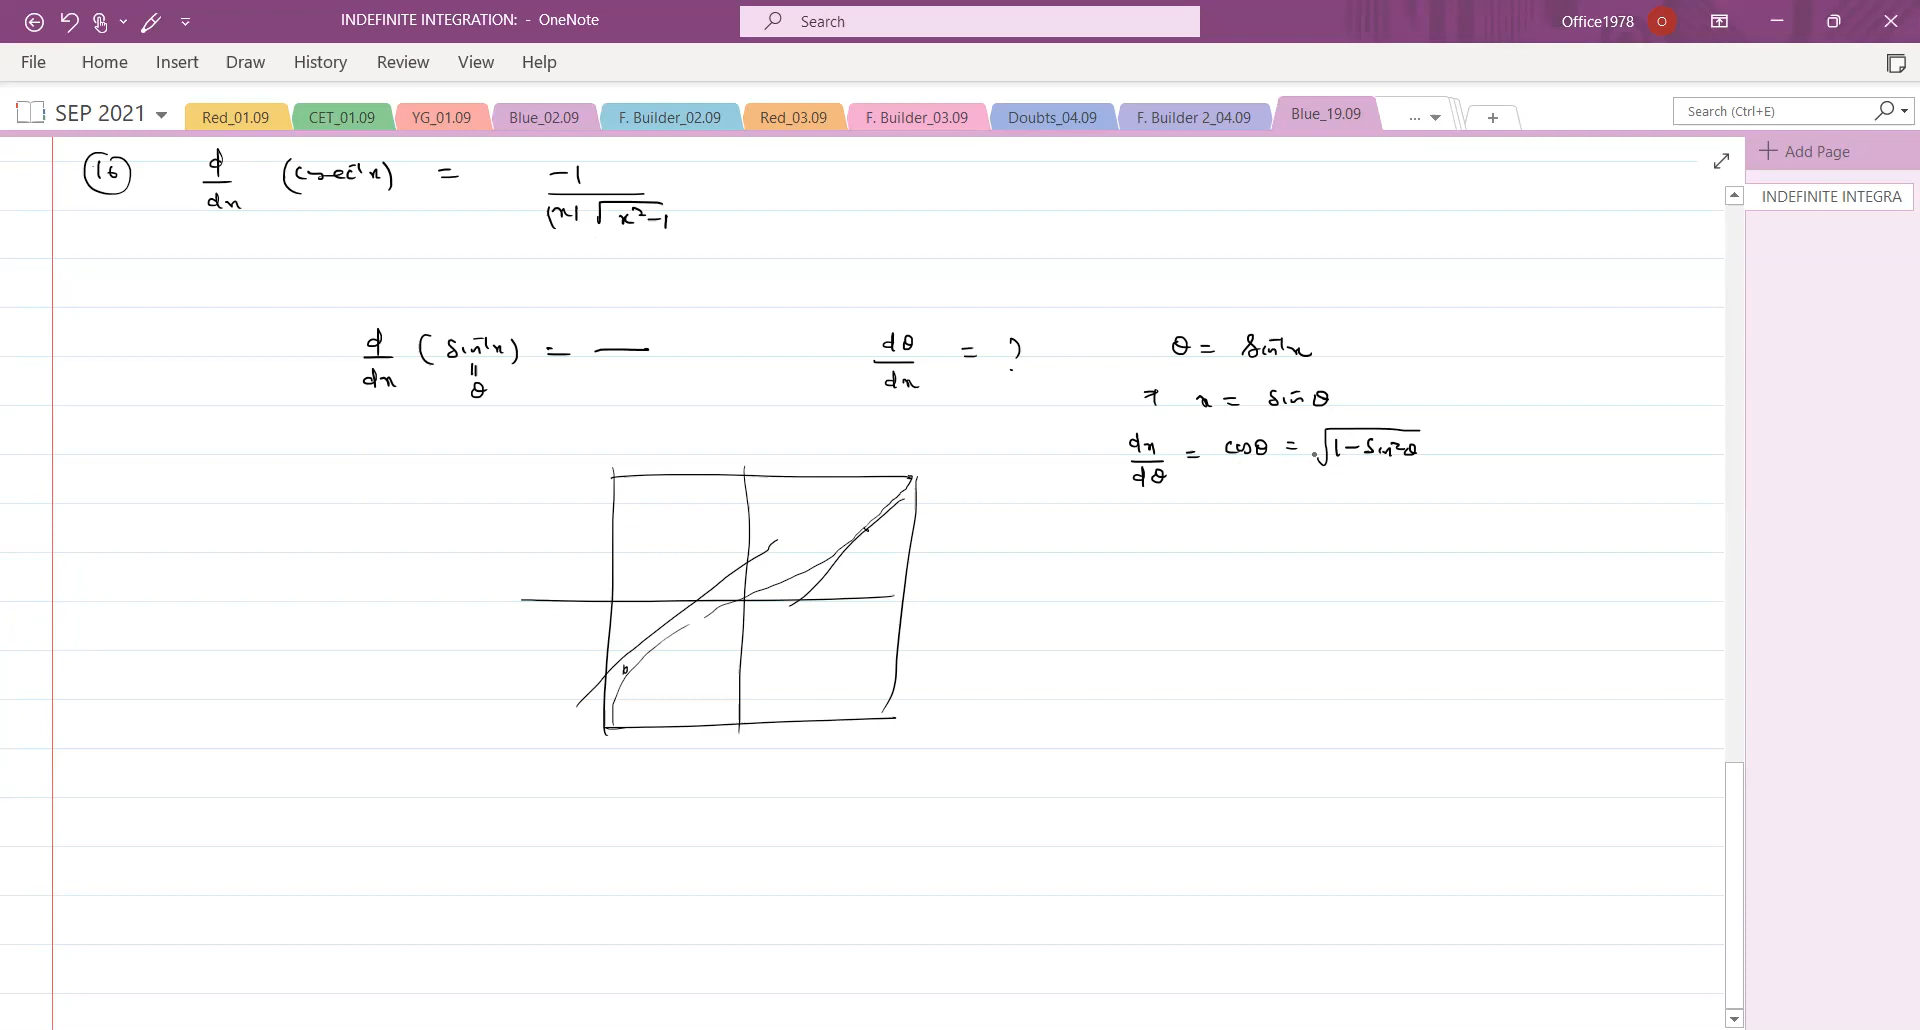 INDEFINITE INTEGRATION: - OneNote
Search
Office1978 O
File Home Insert Draw History Review View Help
SEP 2021 Red_01.09 CET_01.09 YG_01.09 Blue_02.09 F. Builder_02.09 Red_03.09 F. Builder_03.09 Doubts_04.09 F. Builder 2_04.09 Blue_19.09 ... + Search (Ctrl+E)
+ Add Page
INDEFINITE INTEGRA
(16) d/dx (cosec⁻¹x) = -1/(|x| √(x²-1))
d/dx (sin⁻¹x) = —
॥
θ
dθ/dx = ?
θ = sin⁻¹x
⇒ x = sin θ
dx/dθ = cosθ = √(1-sin²θ)